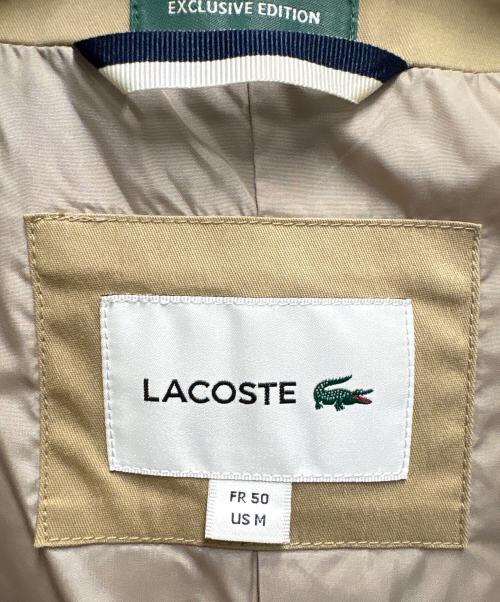 EXCLUSIVE EDITION
LACOSTE
FR 50
US M